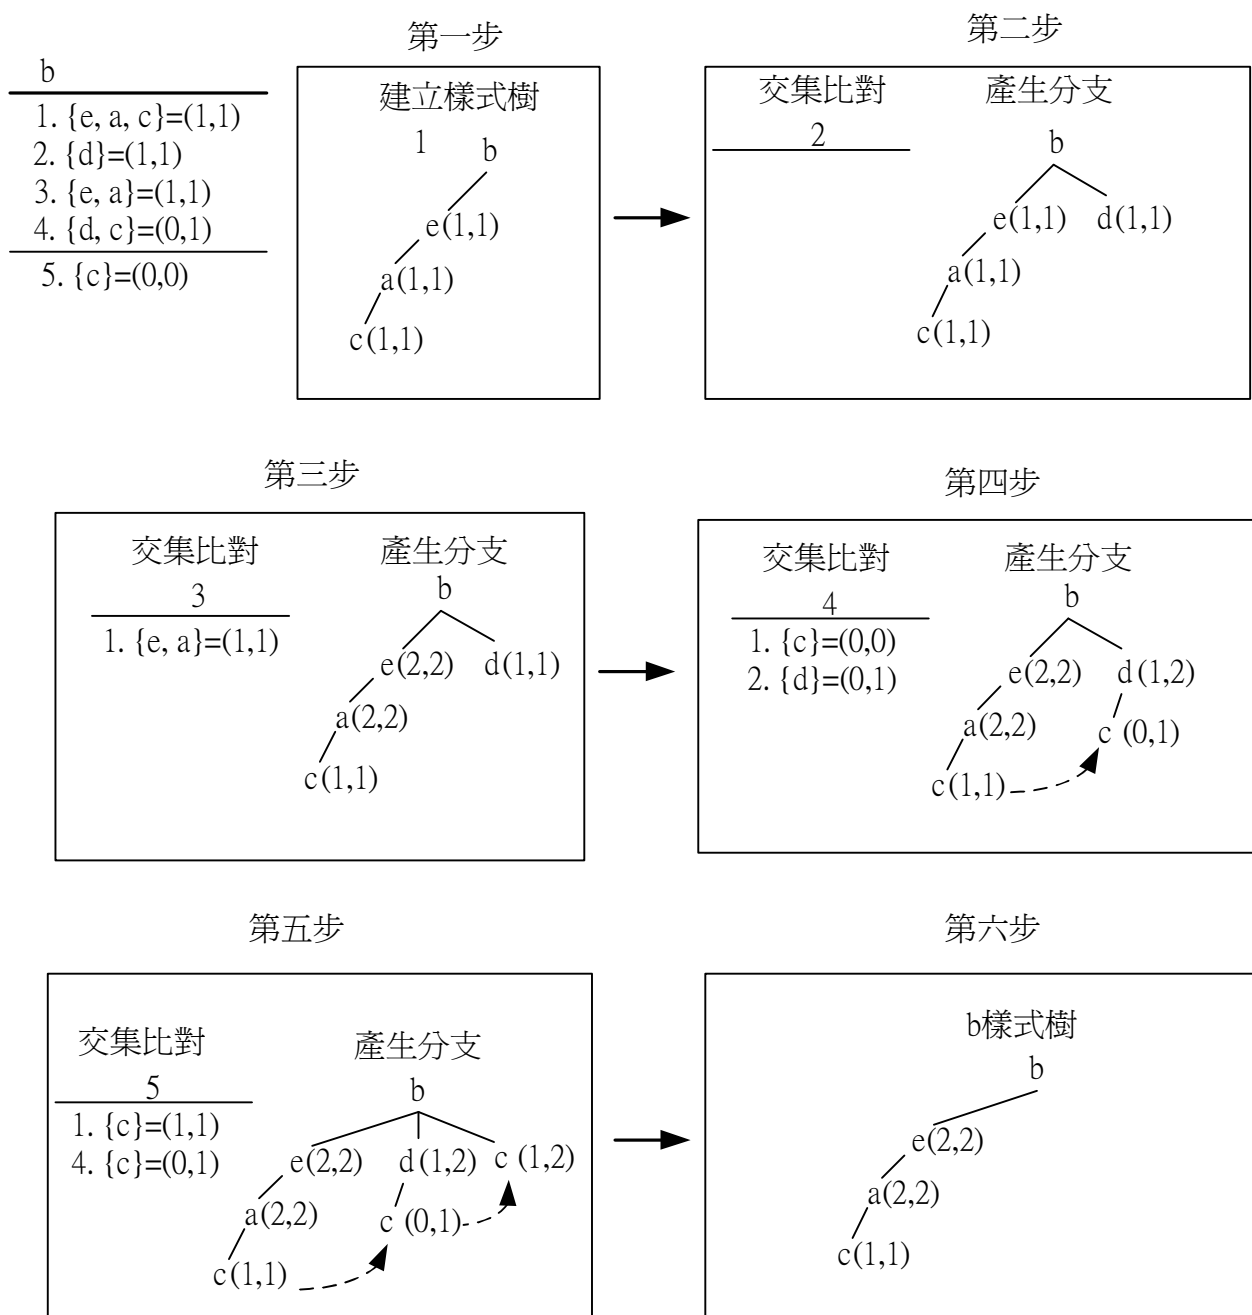 b
1. {e, a, c}=(1,1)
2. {d}=(1,1)
3. {e, a}=(1,1)
4. {d, c}=(0,1)
5. {c}=(0,0)
第一步
建立樣式樹
1 b
e(1,1)
a(1,1)
c(1,1)
第二步
交集比對 產生分支
2
b
e(1,1) d(1,1)
a(1,1)
c(1,1)
第三步
交集比對 產生分支
3
1. {e, a}=(1,1)
b
e(2,2) d(1,1)
a(2,2)
c(1,1)
第四步
交集比對 產生分支
4
1. {c}=(0,0)
2. {d}=(0,1)
b
e(2,2) d(1,2)
a(2,2) c (0,1)
c(1,1)
第五步
交集比對 產生分支
5
1. {c}=(1,1)
4. {c}=(0,1)
b
e(2,2) d(1,2) c (1,2)
a(2,2) c (0,1)
c(1,1)
第六步
b樣式樹
b
e(2,2)
a(2,2)
c(1,1)